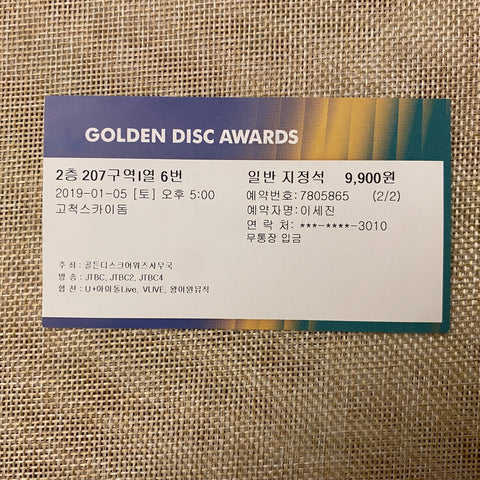 GOLDEN DISC AWARDS
2층 207구역I열 6번
일반 지정석 9,900원
2019-01-05 [토] 오후 5:00
예약번호: 7805865 (2/2)
고척스카이돔
예약자명: 이세진
연 락 처: ***-****-3010
무통장 입금
주 최 : 골든디스크어워즈사무국
방 송 : JTBC, JTBC2, JTBC4
협 찬 : U+아이돌Live, VLIVE, 왕이윈뮤직